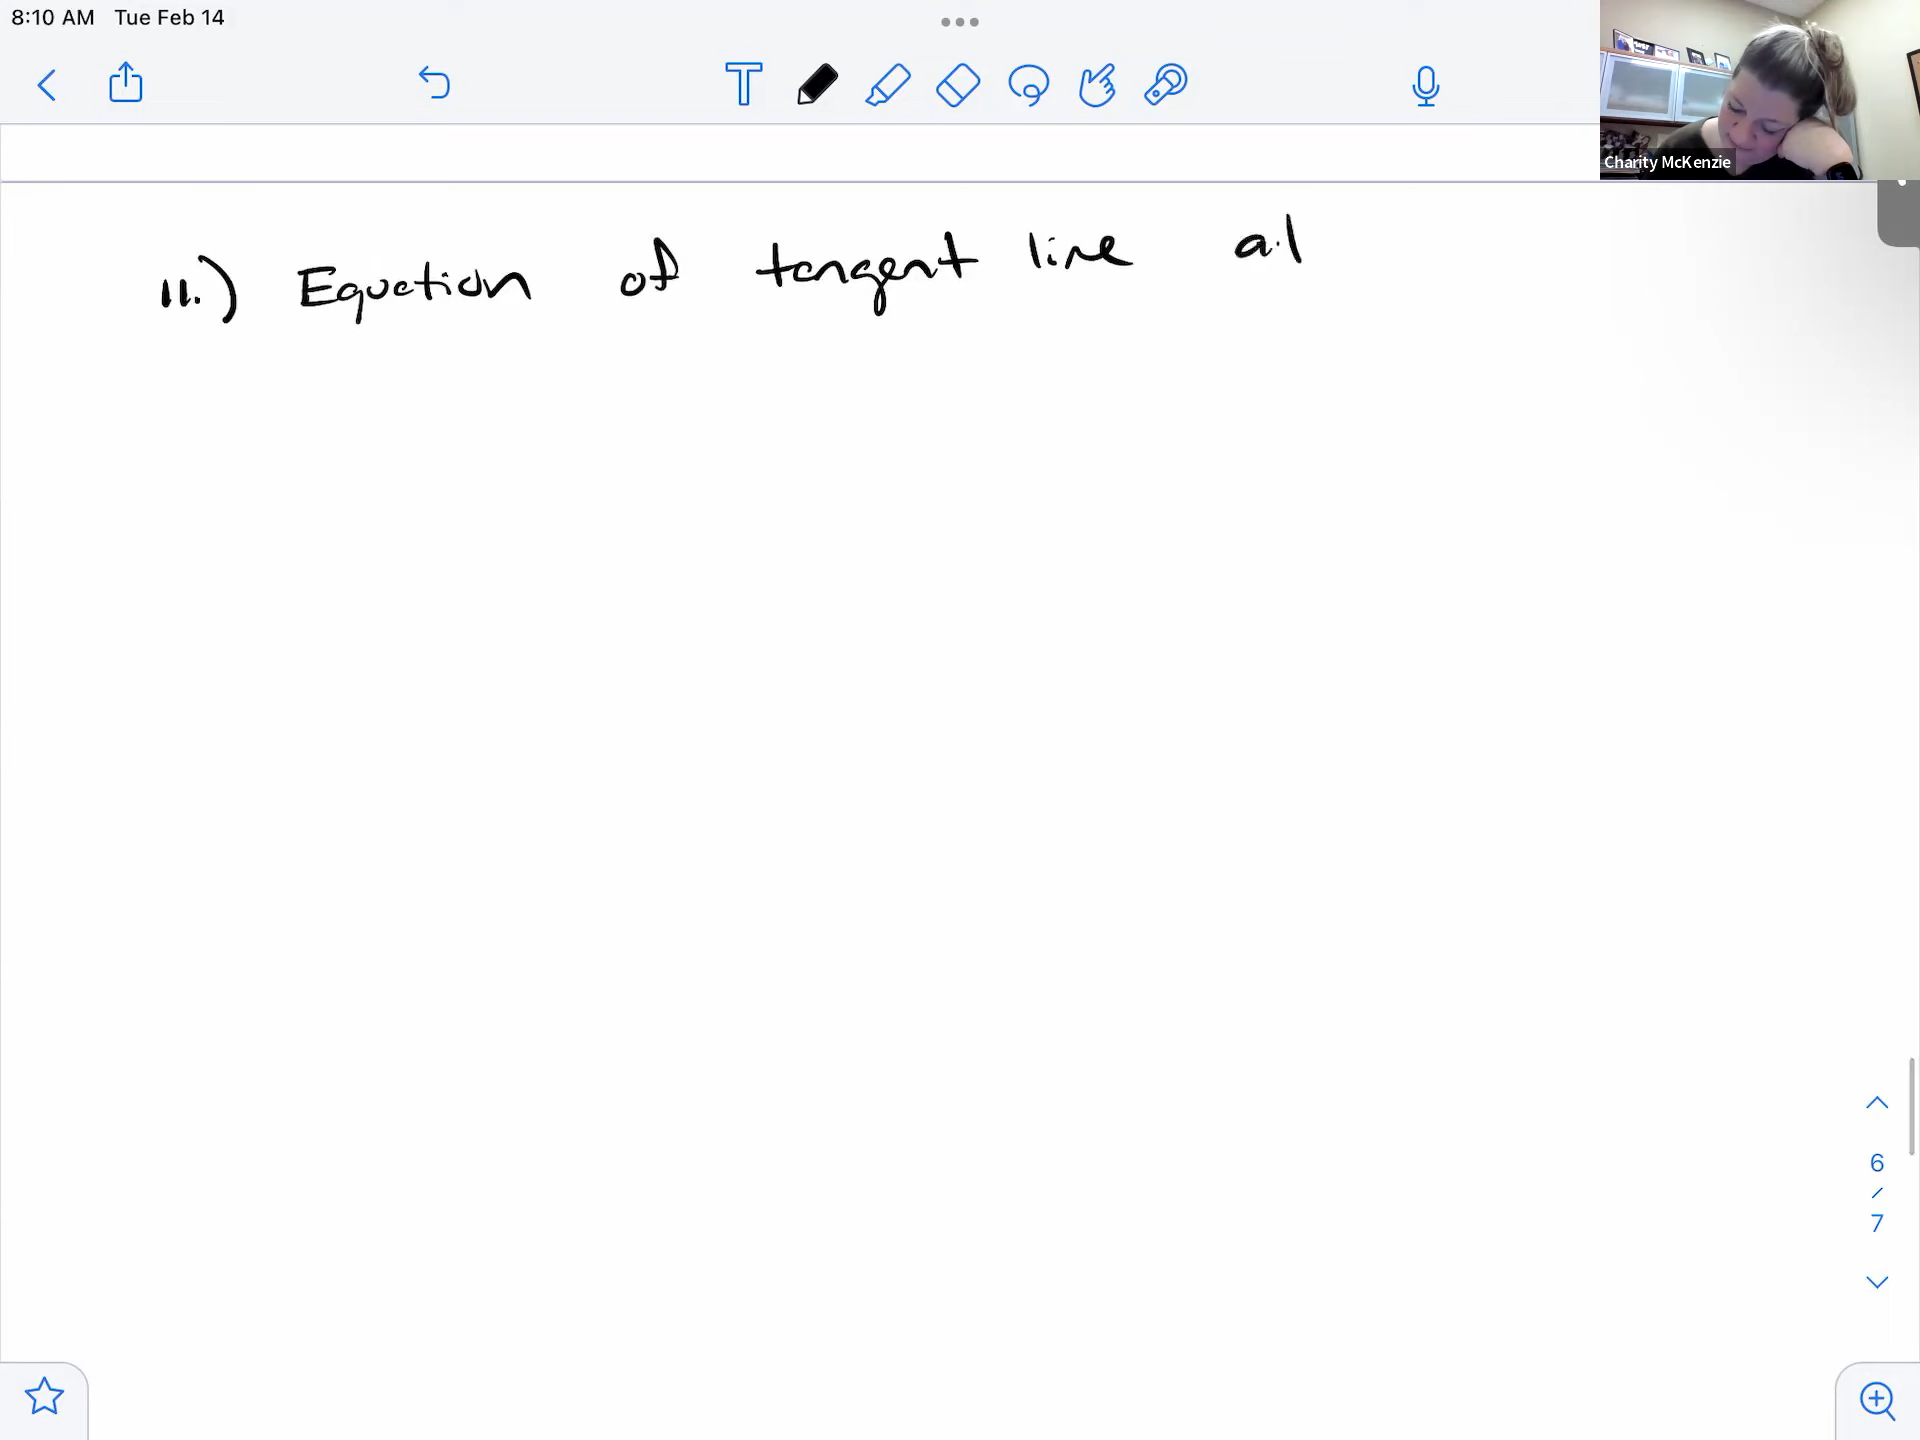 8:10 AM Tue Feb 14
Charity McKenzie
11.) Equation of tangent line at
6
/
7